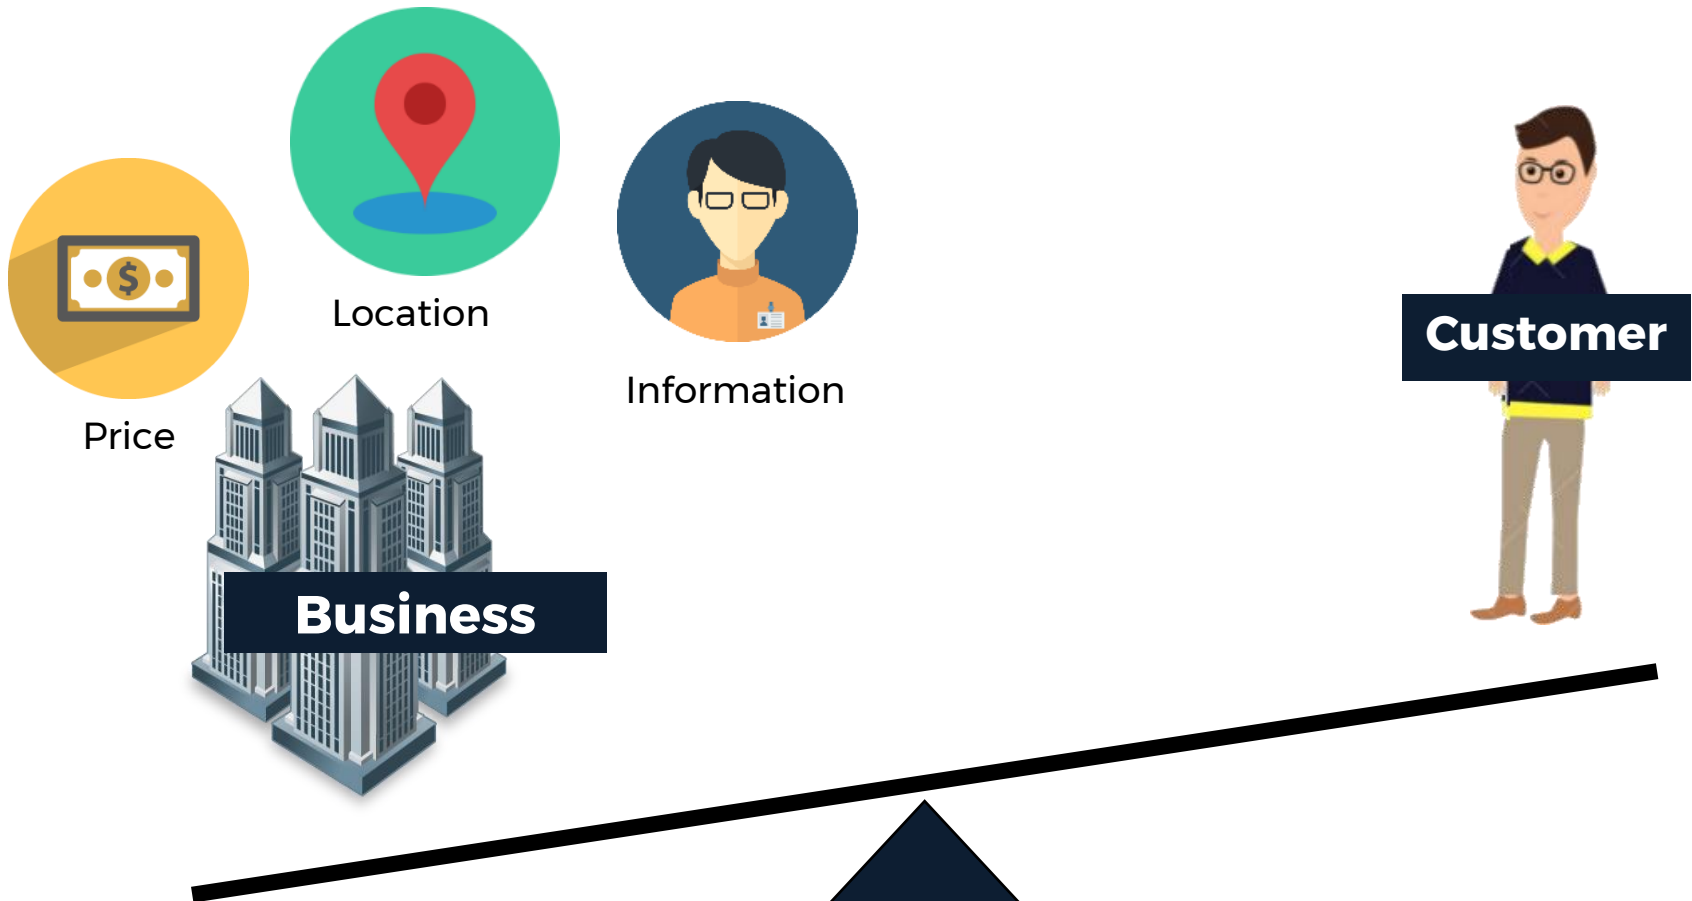 Location
Information
Price
Customer
Business
$